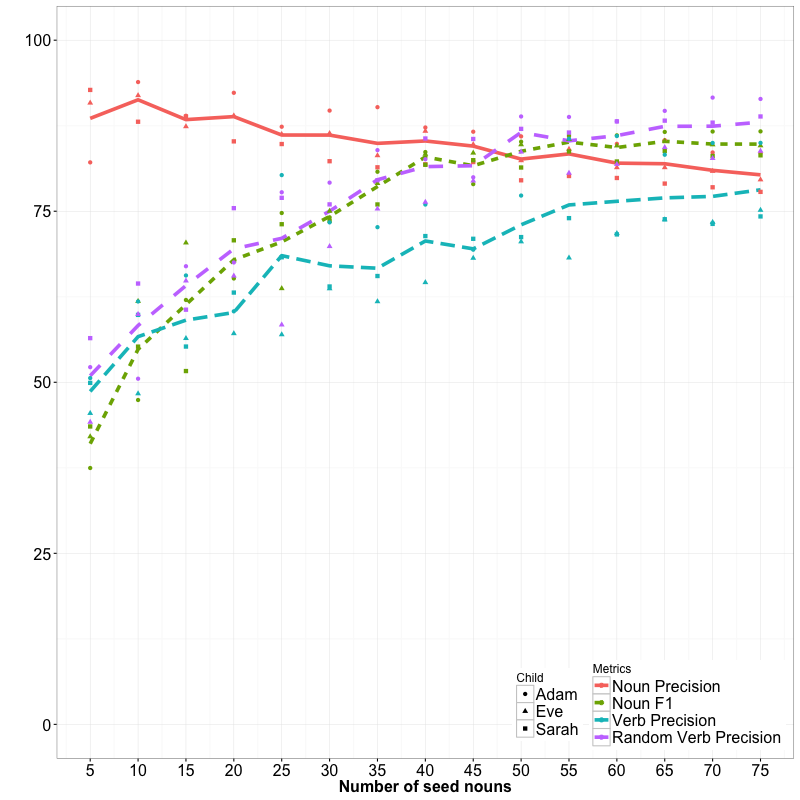 100
75
50
25
0
Child
Adam
Eve
Sarah
Metrics
Noun Precision
Noun F1
Verb Precision
Random Verb Precision
5 10 15 20 25 30 35 40 45 50 55 60 65 70 75
Number of seed nouns